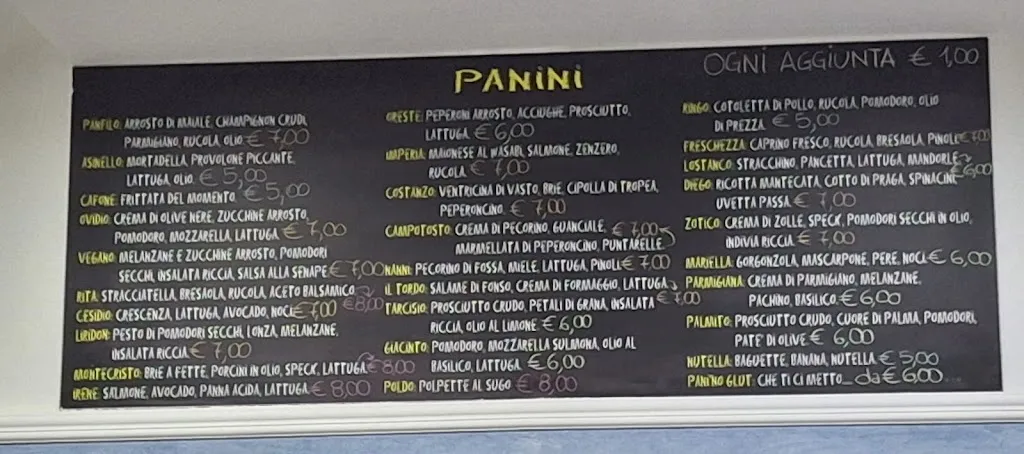 PANINI
OGNI AGGIUNTA € 1,00
PANFILO: ARROSTO DI MAIALE, CHAMPIGNON CRUDI,
PARMIGIANO, RUCOLA, OLIO € 7,00
ASINELLO: MORTADELLA, PROVOLONE PICCANTE,
LATTUGA, OLIO. € 5,00
CAFONE: FRITTATA DEL MOMENTO. € 5,00
OVIDIO: CREMA DI OLIVE NERE, ZUCCHINE ARROSTO,
POMODORO, MOZZARELLA, LATTUGA € 7,00
VEGANO: MELANZANE E ZUCCHINE ARROSTO, POMODORI
SECCHI, INSALATA RICCIA, SALSA ALLA SENAPE € 7,00
RITA: STRACCIATELLA, BRESAOLA, RUCOLA, ACETO BALSAMICO € 8,00
CESIDIO: CRESCENZA, LATTUGA, AVOCADO, NOCI € 7,00
LIRIDON: PESTO DI POMODORI SECCHI, LONZA, MELANZANE,
INSALATA RICCIA € 7,00
MONTECRISTO: BRIE A FETTE, PORCINI IN OLIO, SPECK, LATTUGA € 8,00
IRENE: SALMONE, AVOCADO, PANNA ACIDA, LATTUGA € 8,00
ORESTE: PEPERONI ARROSTO, ACCIUGHE, PROSCIUTTO,
LATTUGA € 6,00
IMPERIA: MAIONESE AL WASABI, SALMONE, ZENZERO,
RUCOLA € 7,00
COSTANZO: VENTRICINA DI VASTO, BRIE, CIPOLLA DI TROPEA,
PEPERONCINO € 7,00
CAMPOTOSTO: CREMA DI PECORINO, GUANCIALE, € 7,00
MARMELLATA DI PEPERONCINO, PUNTARELLE
NANNI: PECORINO DI FOSSA, MIELE, LATTUGA, PINOLI € 7,00
IL TORDO: SALAME DI FONSO, CREMA DI FORMAGGIO, LATTUGA € 7,00
TARCISIO: PROSCIUTTO CRUDO, PETALI DI GRANA, INSALATA
RICCIA, OLIO AL LIMONE € 6,00
GIACINTO: POMODORO, MOZZARELLA SULMONA, OLIO AL
BASILICO, LATTUGA € 6,00
POLDO: POLPETTE AL SUGO € 8,00
RINGO: COTOLETTA DI POLLO, RUCOLA, POMODORO, OLIO
DI PREZZA € 5,00
FRESCHEZZA: CAPRINO FRESCO, RUCOLA, BRESAOLA, PINOLI € 7,00
LOSTANCO: STRACCHINO, PANCETTA, LATTUGA, MANDORLE € 6,00
DIEGO: RICOTTA MANTECATA, COTTO DI PRAGA, SPINACINI,
UVETTA PASSA € 7,00
ZOTICO: CREMA DI ZOLLE, SPECK, POMODORI SECCHI IN OLIO,
INDIVIA RICCIA € 7,00
MARIELLA: GORGONZOLA, MASCARPONE, PERE, NOCI € 6,00
PARMIGIANA: CREMA DI PARMIGIANO, MELANZANE,
PACHINO, BASILICO. € 6,00
PALMITO: PROSCIUTTO CRUDO, CUORE DI PALMA, POMODORI,
PATE' DI OLIVE € 6,00
NUTELLA: BAGUETTE, BANANA, NUTELLA € 5,00
PANINO GLUT: CHE TI CI METTO... da € 6,00